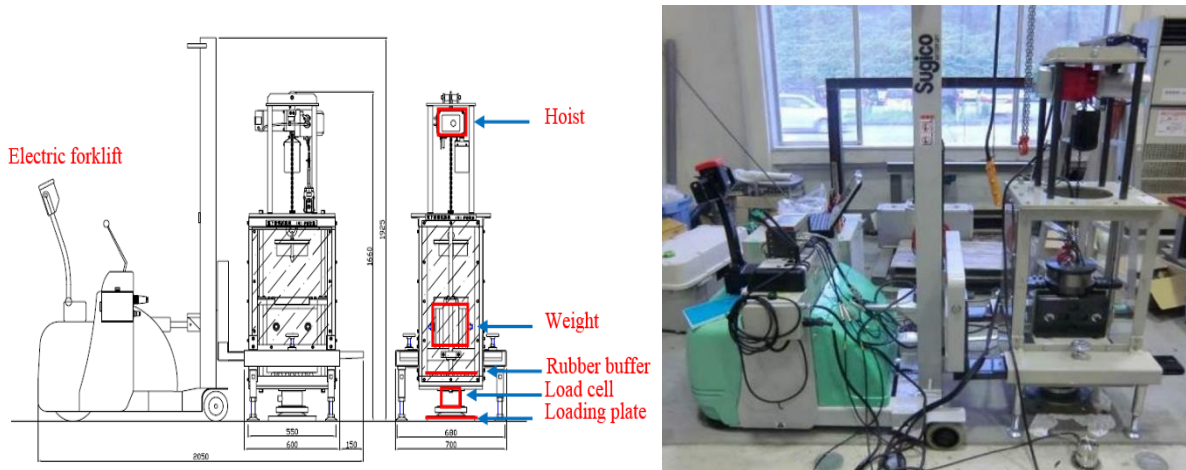 Electric forklift
Hoist
Weight
Rubber buffer
Load cell
Loading plate
1925
1660
550
600
150
2050
680
700
Sugico